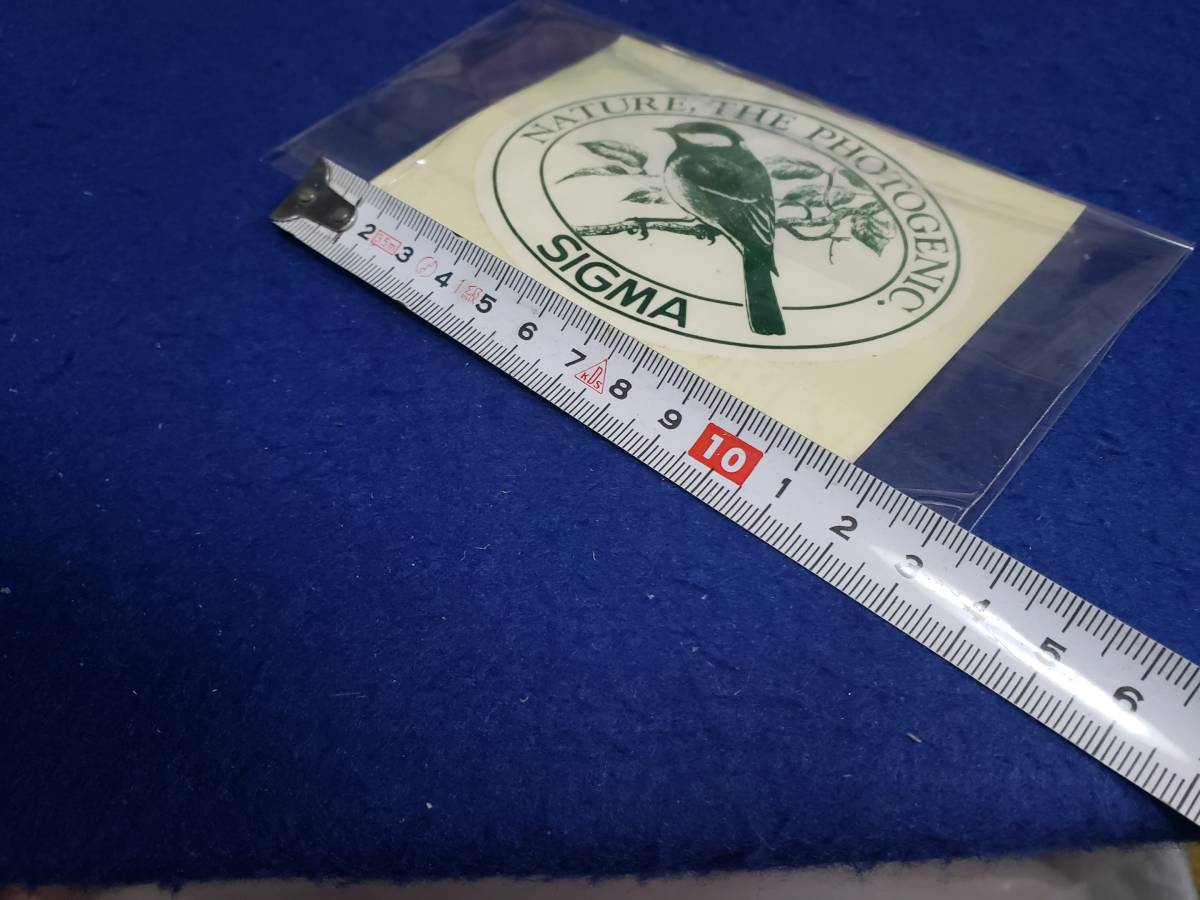 NATURE, THE PHOTOGENIC.
SIGMA
2 3 4 5 6 7 KDS 8 9 10 1 2 3 4 5 6